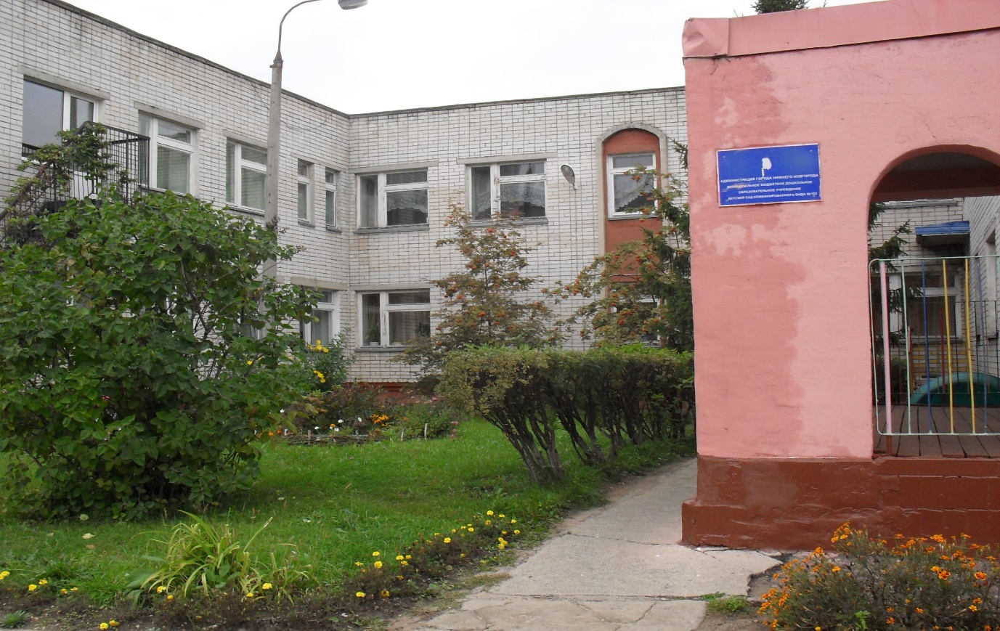 АДМИНИСТРАЦИЯ ГОРОДА НИЖНЕГО НОВГОРОДА
МУНИЦИПАЛЬНОЕ БЮДЖЕТНОЕ ДОШКОЛЬНОЕ
ОБРАЗОВАТЕЛЬНОЕ УЧРЕЖДЕНИЕ
ДЕТСКИЙ САД КОМБИНИРОВАННОГО ВИДА